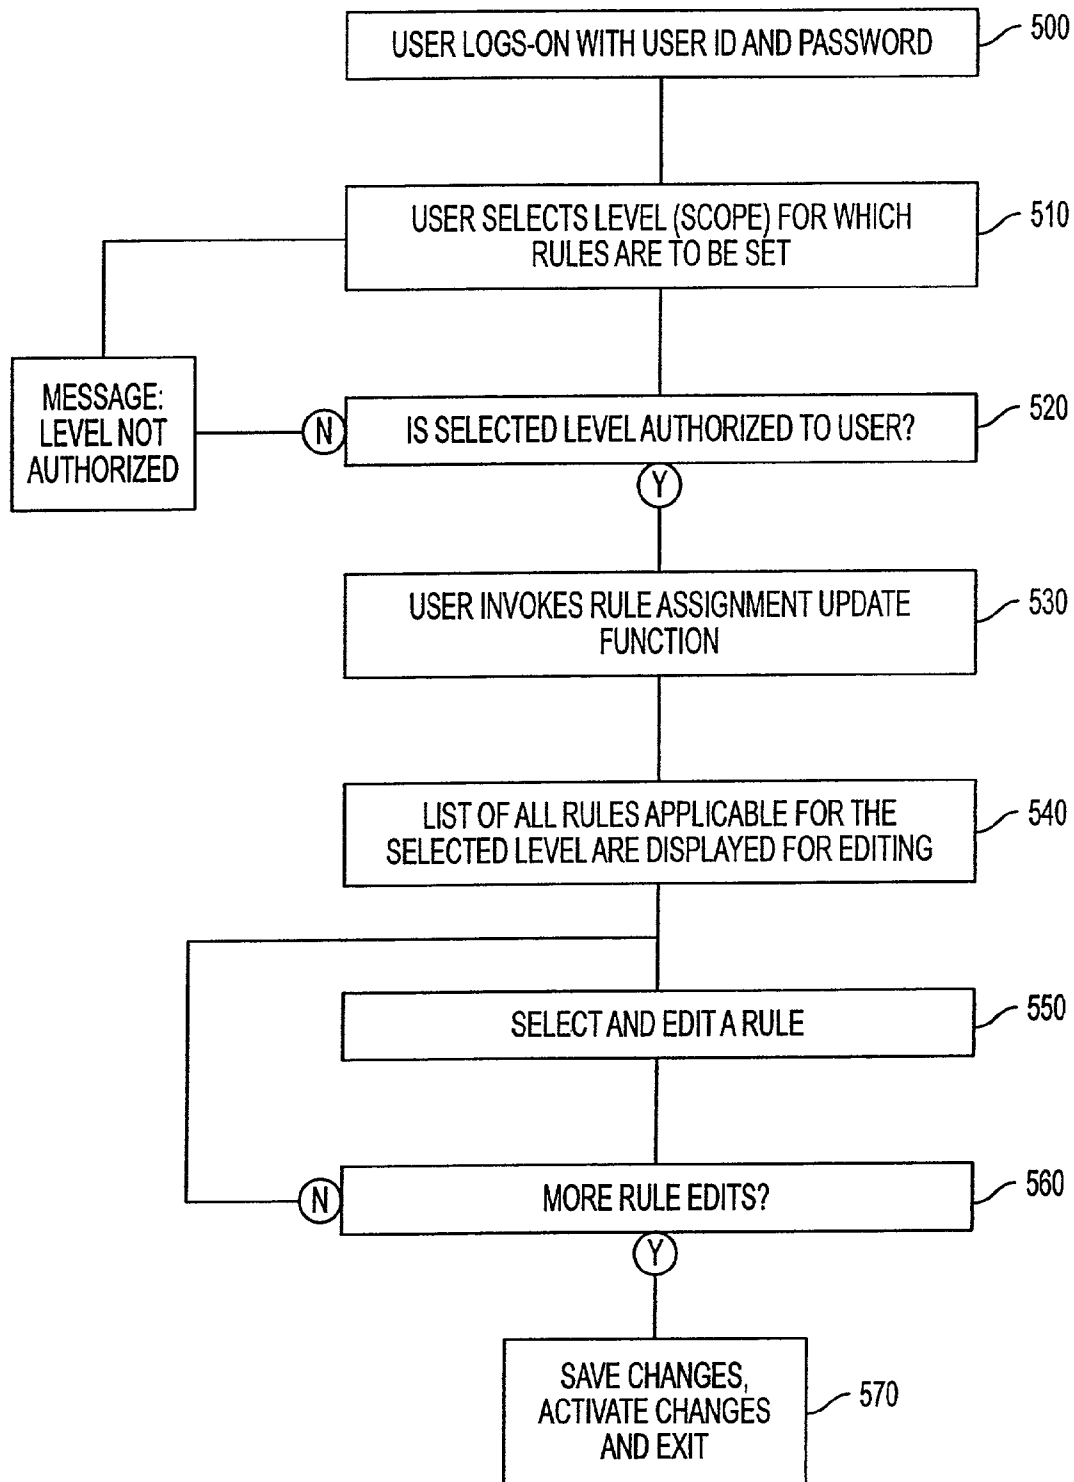 USER LOGS-ON WITH USER ID AND PASSWORD
500
USER SELECTS LEVEL (SCOPE) FOR WHICH
RULES ARE TO BE SET
510
MESSAGE:
LEVEL NOT
AUTHORIZED
N
IS SELECTED LEVEL AUTHORIZED TO USER?
520
Y
USER INVOKES RULE ASSIGNMENT UPDATE
FUNCTION
530
LIST OF ALL RULES APPLICABLE FOR THE
SELECTED LEVEL ARE DISPLAYED FOR EDITING
540
SELECT AND EDIT A RULE
550
N
MORE RULE EDITS?
560
Y
SAVE CHANGES,
ACTIVATE CHANGES
AND EXIT
570